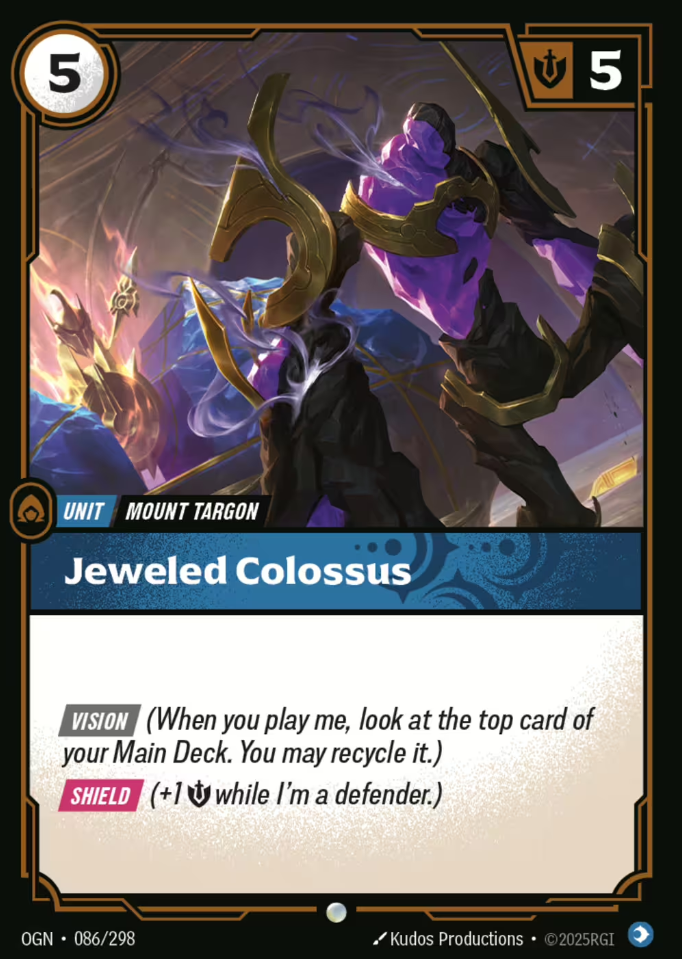 5
5
UNIT MOUNT TARGON
Jeweled Colossus
VISION (When you play me, look at the top card of
your Main Deck. You may recycle it.)
SHIELD (+1 while I'm a defender.)
OGN • 086/298 Kudos Productions • ©2025RGI